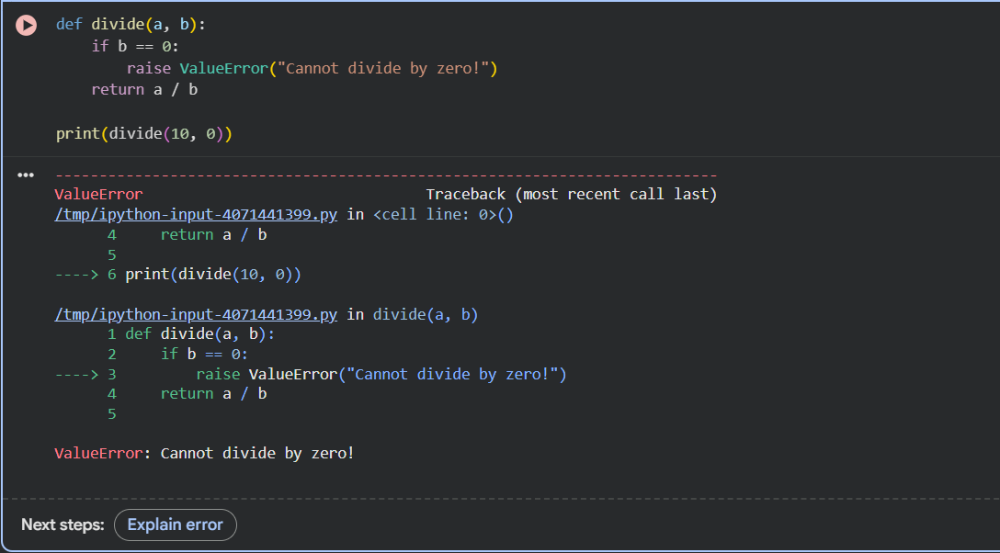 def divide(a, b):
    if b == 0:
        raise ValueError("Cannot divide by zero!")
    return a / b
print(divide(10, 0))
---------------------------------------------------------------------------
ValueError                                Traceback (most recent call last)
/tmp/ipython-input-4071441399.py in <cell line: 0>()
      4     return a / b
      5
----> 6 print(divide(10, 0))
/tmp/ipython-input-4071441399.py in divide(a, b)
      1 def divide(a, b):
      2     if b == 0:
----> 3         raise ValueError("Cannot divide by zero!")
      4     return a / b
      5
ValueError: Cannot divide by zero!
Next steps: Explain error